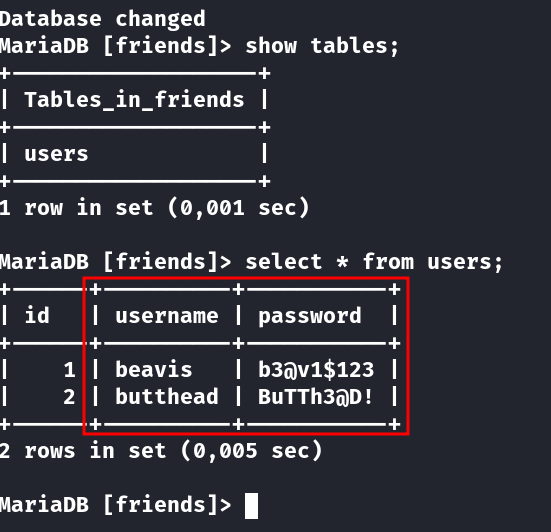 Database changed
MariaDB [friends]> show tables;
+-------------------+
| Tables_in_friends |
+-------------------+
| users             |
+-------------------+
1 row in set (0,001 sec)

MariaDB [friends]> select * from users;
+------+----------+-----------+
| id   | username | password  |
+------+----------+-----------+
|    1 | beavis   | b3@v1$123 |
|    2 | butthead | BuTTh3@D! |
+------+----------+-----------+
2 rows in set (0,005 sec)

MariaDB [friends]>